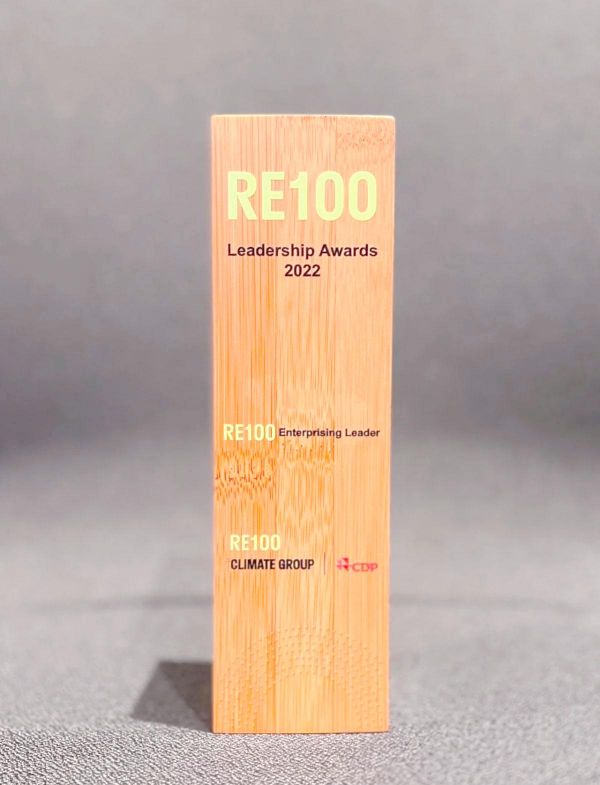 RE100
Leadership Awards
2022
RE100 Enterprising Leader
RE100
CLIMATE GROUP | CDP